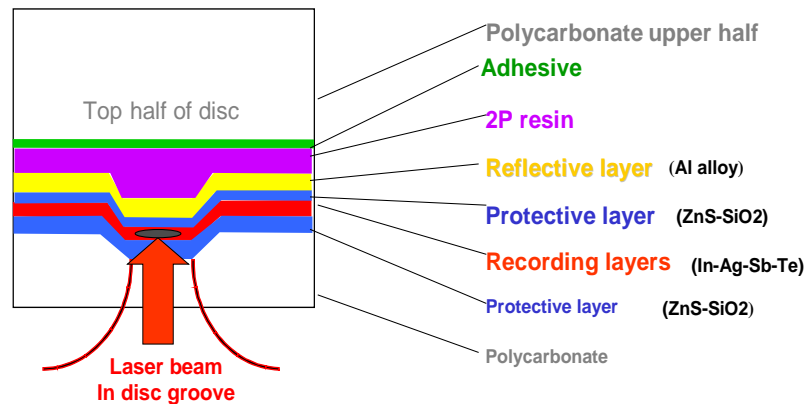 Polycarbonate upper half
Adhesive
Top half of disc
2P resin
Reflective layer (Al alloy)
Protective layer (ZnS-SiO2)
Recording layers (In-Ag-Sb-Te)
Protective layer (ZnS-SiO2)
Polycarbonate
Laser beam
In disc groove